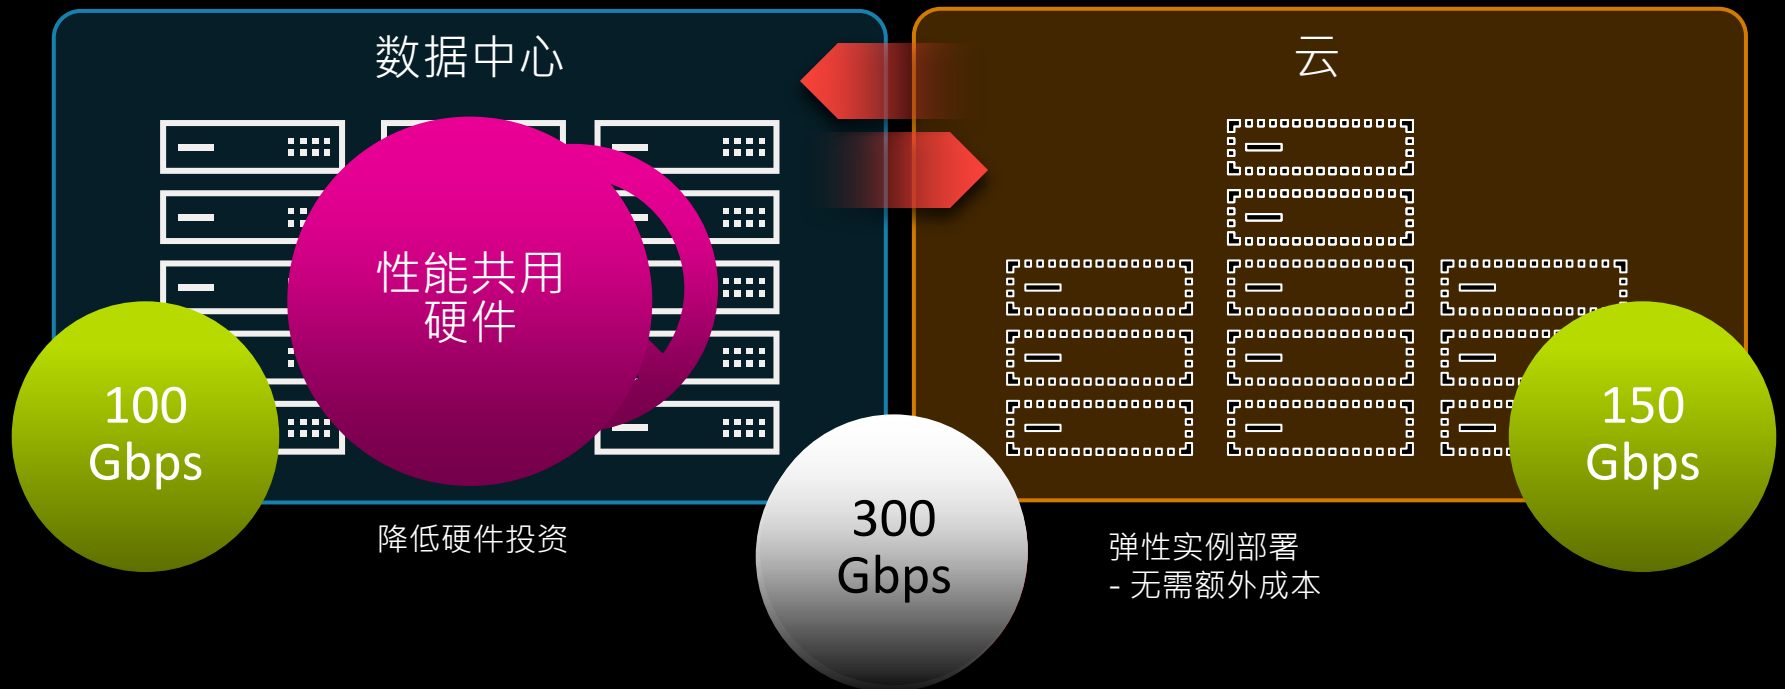 数据中心
云
性能共用
硬件
100
Gbps
150
Gbps
300
Gbps
降低硬件投资
弹性实例部署
- 无需额外成本